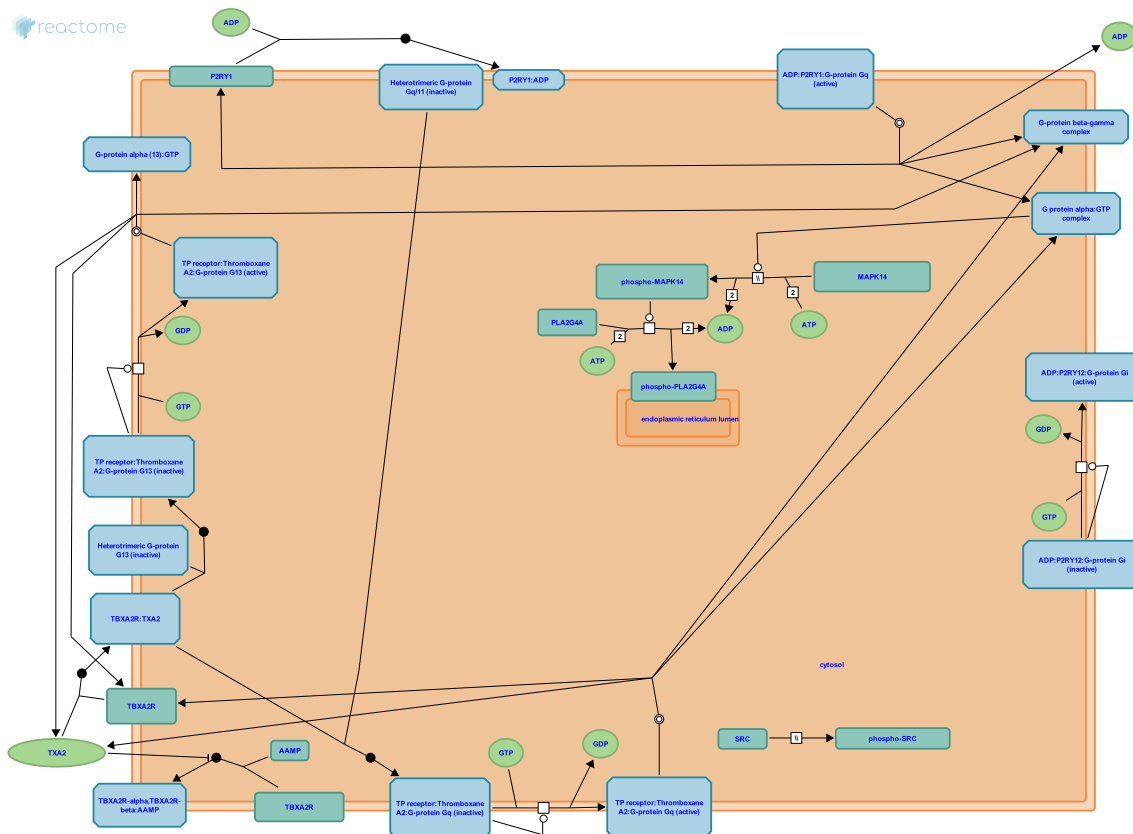 reactome
ADP
ADP
P2RY1
Heterotrimeric G-protein
Gq/11 (inactive)
P2RY1:ADP
ADP:P2RY1:G-protein Gq
(active)
G-protein beta-gamma
complex
G-protein alpha (13):GTP
G protein alpha:GTP
complex
TP receptor:Thromboxane
A2:G-protein G13 (active)
phospho-MAPK14
\\
MAPK14
2
2
GDP
PLA2G4A
2
2
ADP
ATP
ATP
phospho-PLA2G4A
endoplasmic reticulum lumen
ADP:P2RY12:G-protein Gi
(active)
GTP
GDP
TP receptor:Thromboxane
A2:G-protein G13 (inactive)
GTP
Heterotrimeric G-protein
G13 (inactive)
ADP:P2RY12:G-protein Gi
(inactive)
TBXA2R:TXA2
cytosol
TBXA2R
TXA2
AAMP
GTP
GDP
SRC
\\
phospho-SRC
TBXA2R-alpha,TBXA2R-
beta:AAMP
TBXA2R
TP receptor:Thromboxane
A2:G-protein Gq (inactive)
TP receptor:Thromboxane
A2:G-protein Gq (active)